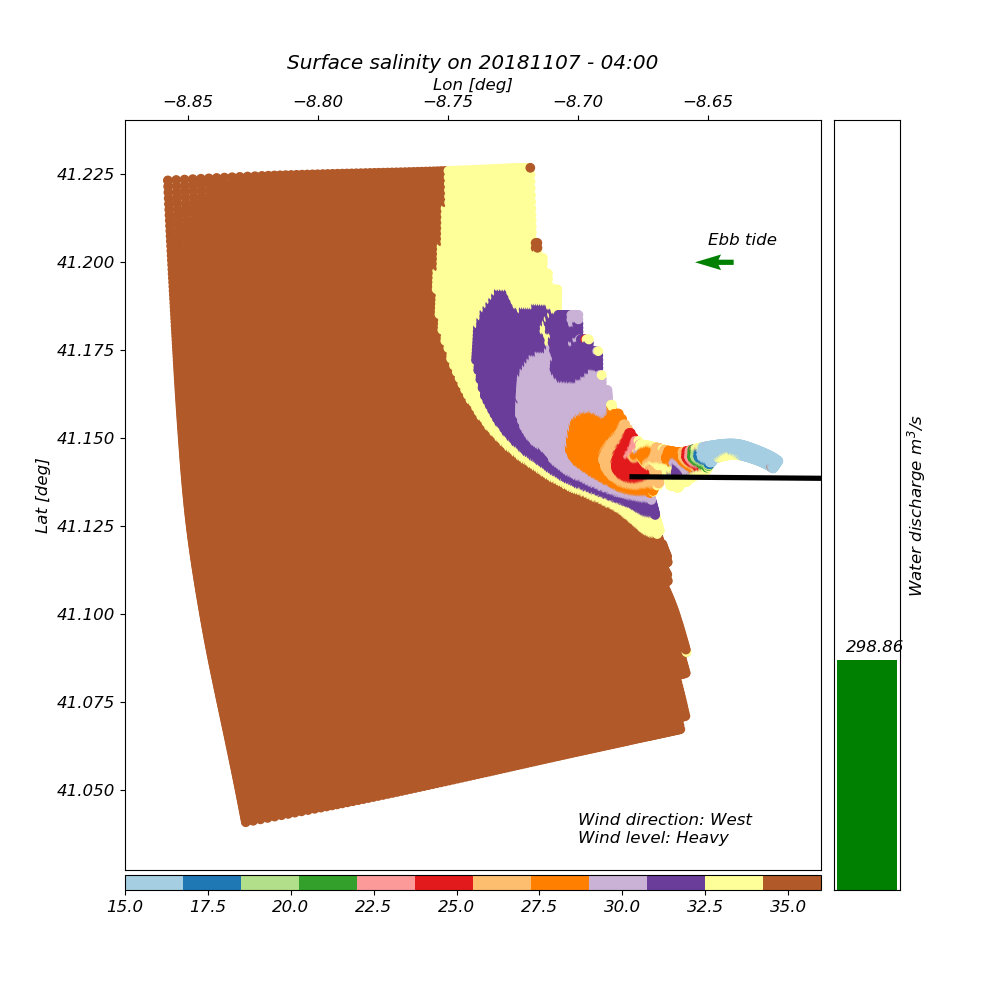 Surface salinity on 20181107 - 04:00
Lon [deg]
−8.85 −8.80 −8.75 −8.70 −8.65
41.225
Ebb tide
41.200
41.175
41.150
41.125
41.100
41.075
41.050
Lat [deg]
Water discharge m³/s
298.86
Wind direction: West
Wind level: Heavy
15.0 17.5 20.0 22.5 25.0 27.5 30.0 32.5 35.0